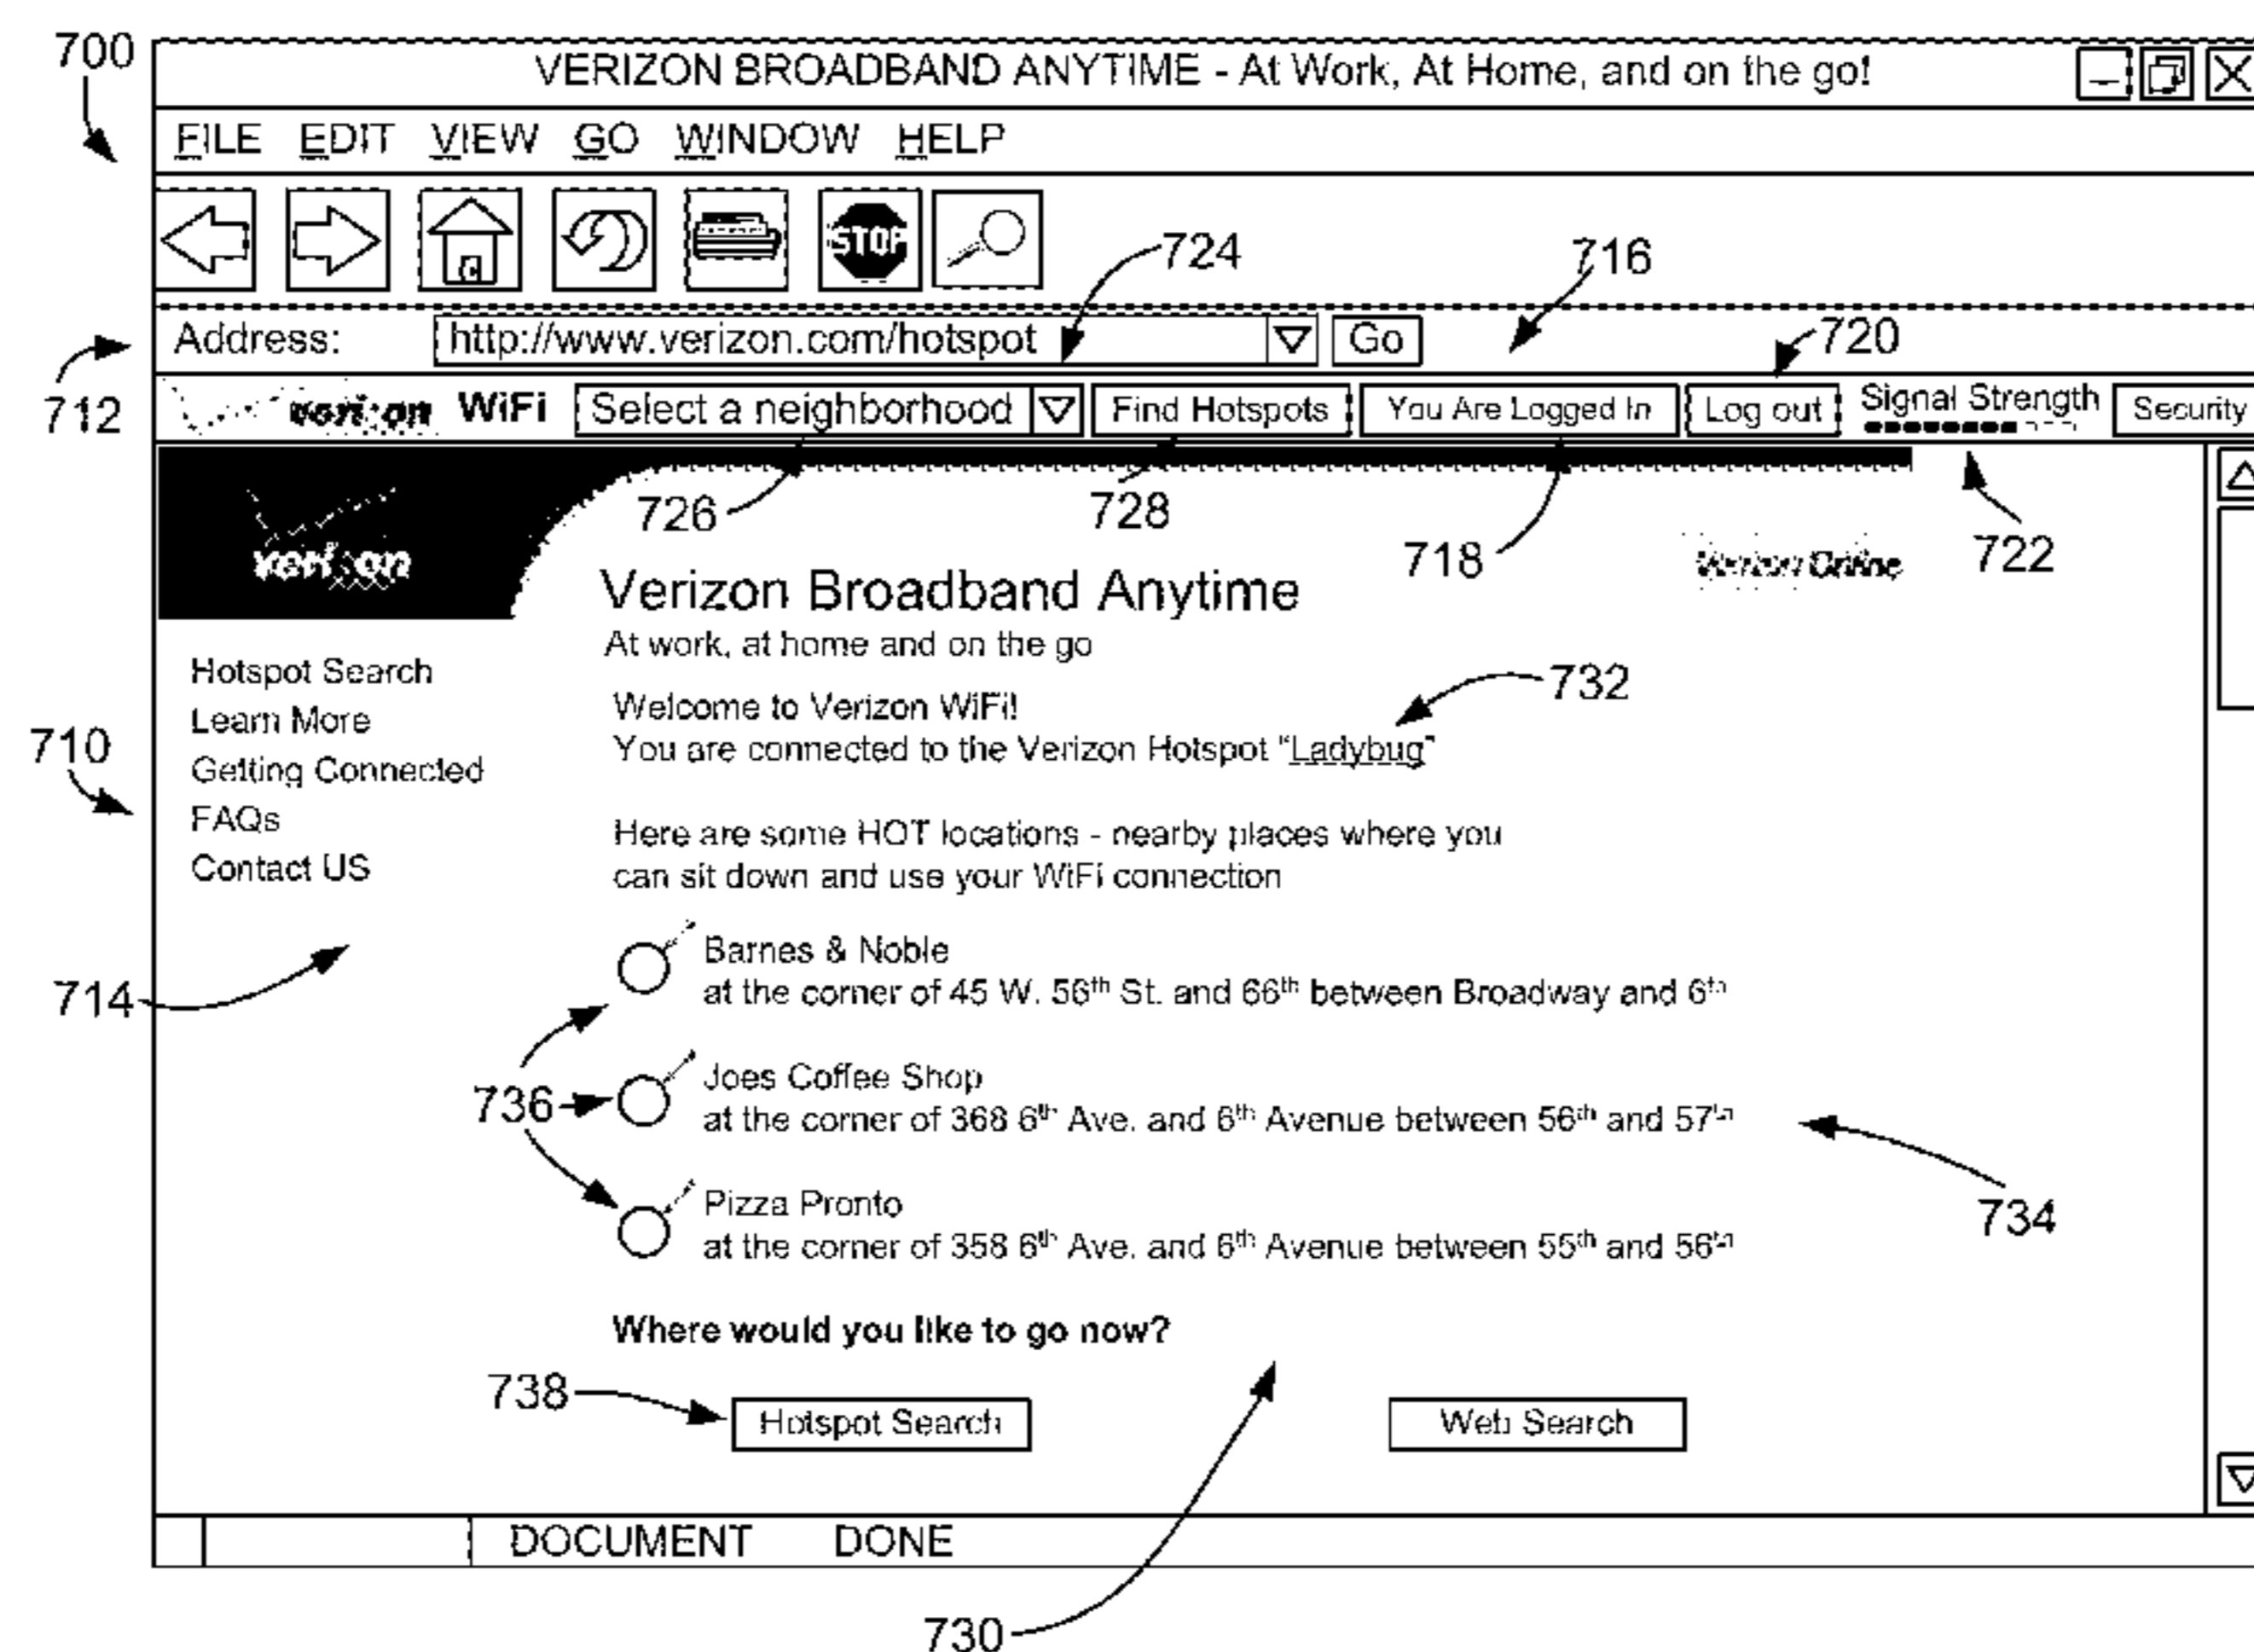 700
VERIZON BROADBAND ANYTIME - At Work, At Home, and on the go!
FILE EDIT VIEW GO WINDOW HELP
STOP
724
716
Address: http://www.verizon.com/hotspot Go
720
712
verizon WiFi Select a neighborhood Find Hotspots You Are Logged In Log out Signal Strength Security
726
728
718
722
verizon
Verizon Online
Verizon Broadband Anytime
At work, at home and on the go
Hotspot Search
Learn More
Getting Connected
FAQs
Contact US
710
714
732
Welcome to Verizon WiFi!
You are connected to the Verizon Hotspot "Ladybug"
Here are some HOT locations - nearby places where you
can sit down and use your WiFi connection
Barnes & Noble
at the corner of 45 W. 56th St. and 66th between Broadway and 6th
736
Joes Coffee Shop
at the corner of 368 6th Ave. and 6th Avenue between 56th and 57th
734
Pizza Pronto
at the corner of 358 6th Ave. and 6th Avenue between 55th and 56th
Where would you like to go now?
738
Hotspot Search Web Search
DOCUMENT DONE
730